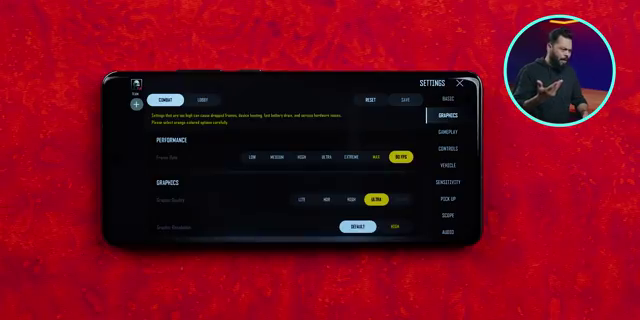 SETTINGS
COMBAT
LOBBY
RESET
SAVE
BASIC
Settings that are too high can cause dropped frames, device heating, fast battery drain, and various hardware issues.
Please select orange-colored options carefully.
GRAPHICS
GAMEPLAY
PERFORMANCE
CONTROLS
Frame Rate
LOW MEDIUM HIGH ULTRA EXTREME MAX 90 FPS
VEHICLE
GRAPHICS
SENSITIVITY
Graphic Quality
LITE HDR HIGH ULTRA
PICK UP
SCOPE
Graphic Resolution
DEFAULT HIGH
AUDIO